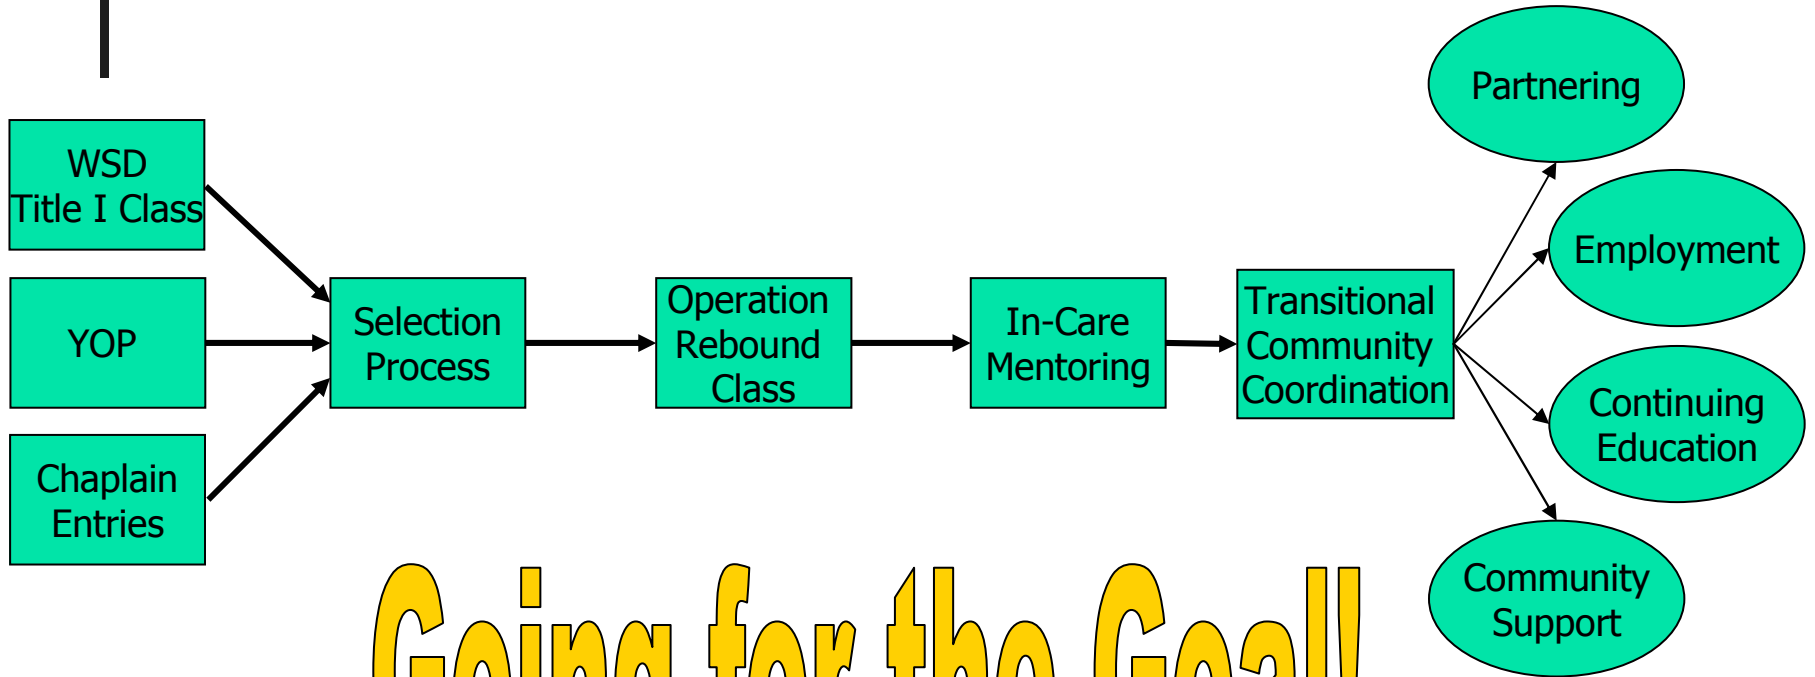 WSD
Title I Class
YOP
Chaplain
Entries
Selection
Process
Operation
Rebound
Class
In-Care
Mentoring
Transitional
Community
Coordination
Partnering
Employment
Continuing
Education
Community
Support
Going for the Goal!